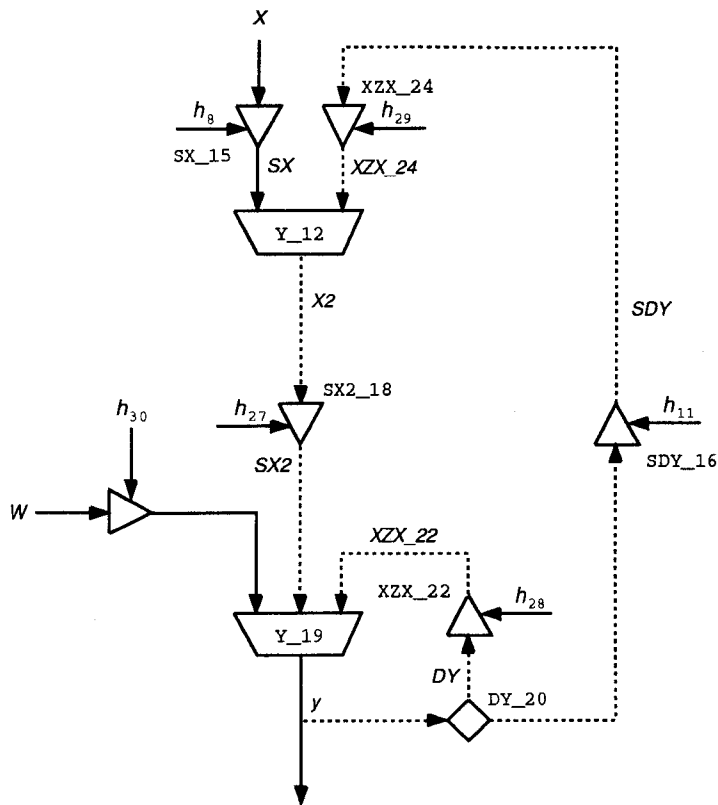 X
XZX_24
h₈
h₂₉
SX_15
SX
XZX_24
Y_12
X2
SDY
SX2_18
h₃₀
h₂₇
h₁₁
SX2
SDY_16
W
XZX_22
XZX_22
h₂₈
Y_19
DY
y
DY_20